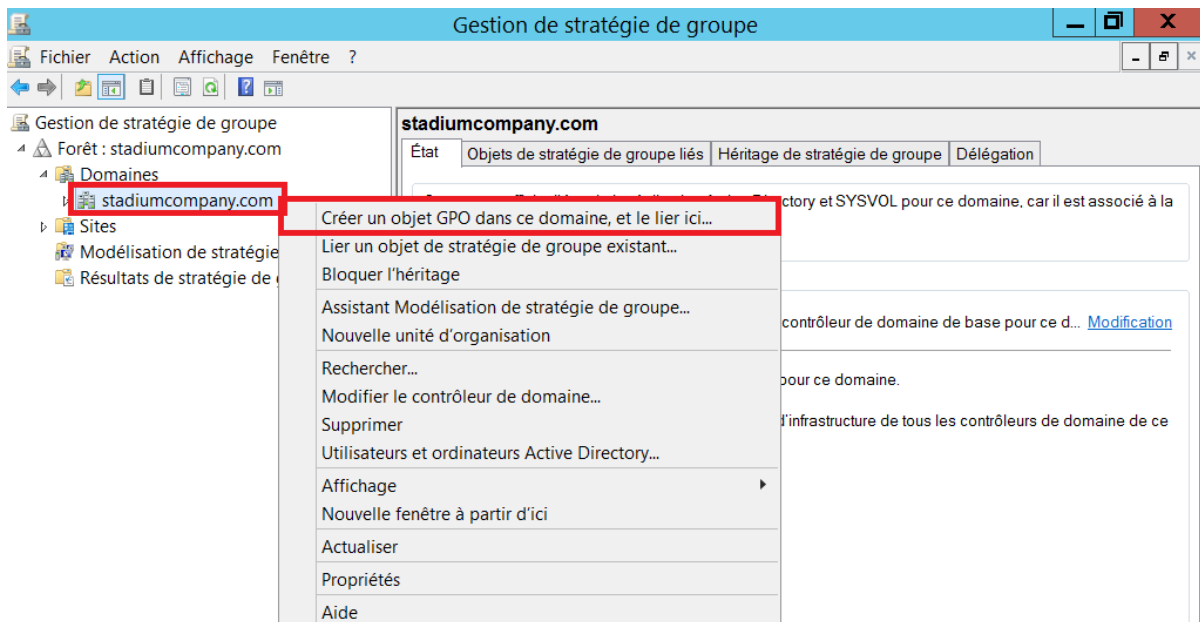 Gestion de stratégie de groupe
Fichier Action Affichage Fenêtre ?
Gestion de stratégie de groupe
Forêt : stadiumcompany.com
Domaines
stadiumcompany.com
Sites
Modélisation de stratégie
Résultats de stratégie de
stadiumcompany.com
État
Objets de stratégie de groupe liés
Héritage de stratégie de groupe
Délégation
ctory et SYSVOL pour ce domaine, car il est associé à la
contrôleur de domaine de base pour ce d... Modification
pour ce domaine.
d'infrastructure de tous les contrôleurs de domaine de ce
Créer un objet GPO dans ce domaine, et le lier ici...
Lier un objet de stratégie de groupe existant...
Bloquer l'héritage
Assistant Modélisation de stratégie de groupe...
Nouvelle unité d'organisation
Rechercher...
Modifier le contrôleur de domaine...
Supprimer
Utilisateurs et ordinateurs Active Directory...
Affichage
Nouvelle fenêtre à partir d'ici
Actualiser
Propriétés
Aide